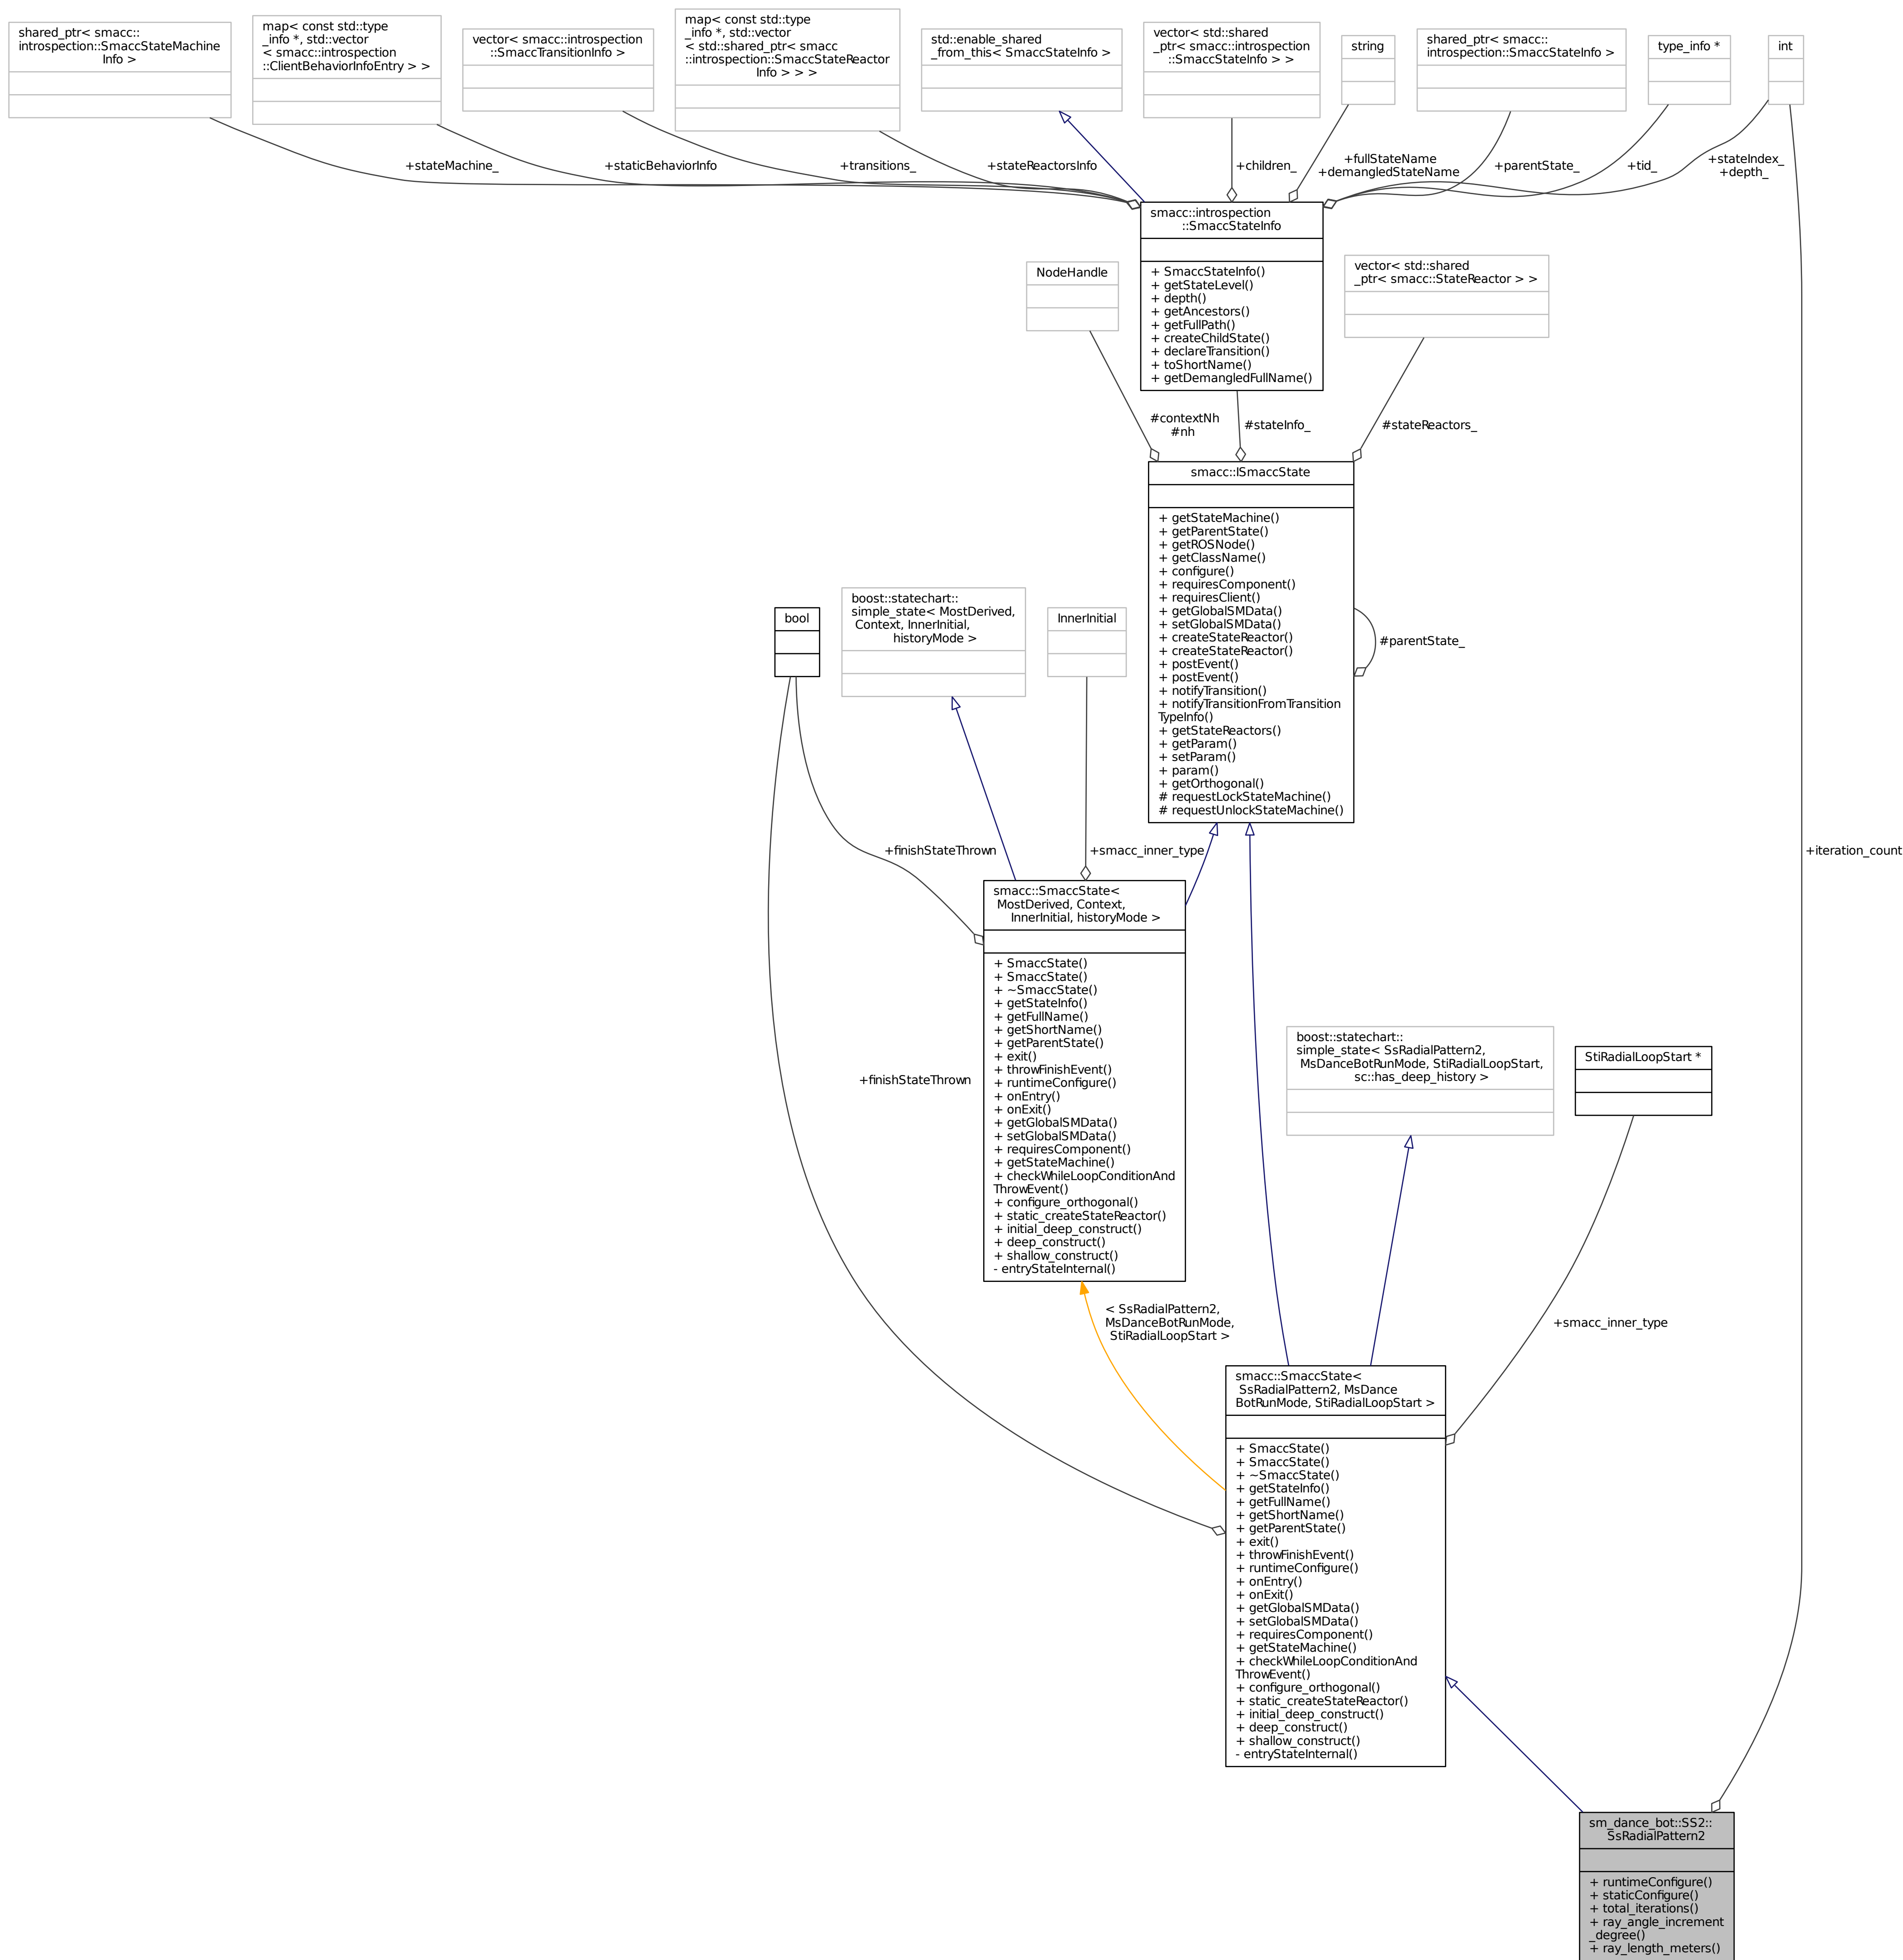 shared_ptr< smacc::
introspection::SmaccStateMachine
Info >
map< const std::type
_info *, std::vector
< smacc::introspection
::ClientBehaviorInfoEntry > >
vector< smacc::introspection
::SmaccTransitionInfo >
map< const std::type
_info *, std::vector
< std::shared_ptr< smacc
::introspection::SmaccStateReactor
Info > > >
std::enable_shared
_from_this< SmaccStateInfo >
vector< std::shared
_ptr< smacc::introspection
::SmaccStateInfo > >
string
shared_ptr< smacc::
introspection::SmaccStateInfo >
type_info *
int
+stateMachine_
+staticBehaviorInfo
+transitions_
+stateReactorsInfo
+children_
+fullStateName
+demangledStateName
+parentState_
+tid_
+stateIndex_
+depth_
smacc::introspection
::SmaccStateInfo
+ SmaccStateInfo()
+ getStateLevel()
+ depth()
+ getAncestors()
+ getFullPath()
+ createChildState()
+ declareTransition()
+ toShortName()
+ getDemangledFullName()
NodeHandle
vector< std::shared
_ptr< smacc::StateReactor > >
#contextNh
#nh
#stateInfo_
#stateReactors_
smacc::ISmaccState
+ getStateMachine()
+ getParentState()
+ getROSNode()
+ getClassName()
+ configure()
+ requiresComponent()
+ requiresClient()
+ getGlobalSMData()
+ setGlobalSMData()
+ createStateReactor()
+ createStateReactor()
+ postEvent()
+ postEvent()
+ notifyTransition()
+ notifyTransitionFromTransition
TypeInfo()
+ getStateReactors()
+ getParam()
+ setParam()
+ param()
+ getOrthogonal()
# requestLockStateMachine()
# requestUnlockStateMachine()
#parentState_
bool
boost::statechart::
simple_state< MostDerived,
Context, InnerInitial,
historyMode >
InnerInitial
+finishStateThrown
+smacc_inner_type
+iteration_count
smacc::SmaccState<
MostDerived, Context,
InnerInitial, historyMode >
+ SmaccState()
+ SmaccState()
+ ~SmaccState()
+ getStateInfo()
+ getFullName()
+ getShortName()
+ getParentState()
+ exit()
+ throwFinishEvent()
+ runtimeConfigure()
+ onEntry()
+ onExit()
+ getGlobalSMData()
+ setGlobalSMData()
+ requiresComponent()
+ getStateMachine()
+ checkWhileLoopConditionAnd
ThrowEvent()
+ configure_orthogonal()
+ static_createStateReactor()
+ initial_deep_construct()
+ deep_construct()
+ shallow_construct()
- entryStateInternal()
+finishStateThrown
boost::statechart::
simple_state< SsRadialPattern2,
MsDanceBotRunMode, StiRadialLoopStart,
sc::has_deep_history >
StiRadialLoopStart *
< SsRadialPattern2,
MsDanceBotRunMode,
StiRadialLoopStart >
+smacc_inner_type
smacc::SmaccState<
SsRadialPattern2, MsDance
BotRunMode, StiRadialLoopStart >
+ SmaccState()
+ SmaccState()
+ ~SmaccState()
+ getStateInfo()
+ getFullName()
+ getShortName()
+ getParentState()
+ exit()
+ throwFinishEvent()
+ runtimeConfigure()
+ onEntry()
+ onExit()
+ getGlobalSMData()
+ setGlobalSMData()
+ requiresComponent()
+ getStateMachine()
+ checkWhileLoopConditionAnd
ThrowEvent()
+ configure_orthogonal()
+ static_createStateReactor()
+ initial_deep_construct()
+ deep_construct()
+ shallow_construct()
- entryStateInternal()
sm_dance_bot::SS2::
SsRadialPattern2
+ runtimeConfigure()
+ staticConfigure()
+ total_iterations()
+ ray_angle_increment
_degree()
+ ray_length_meters()